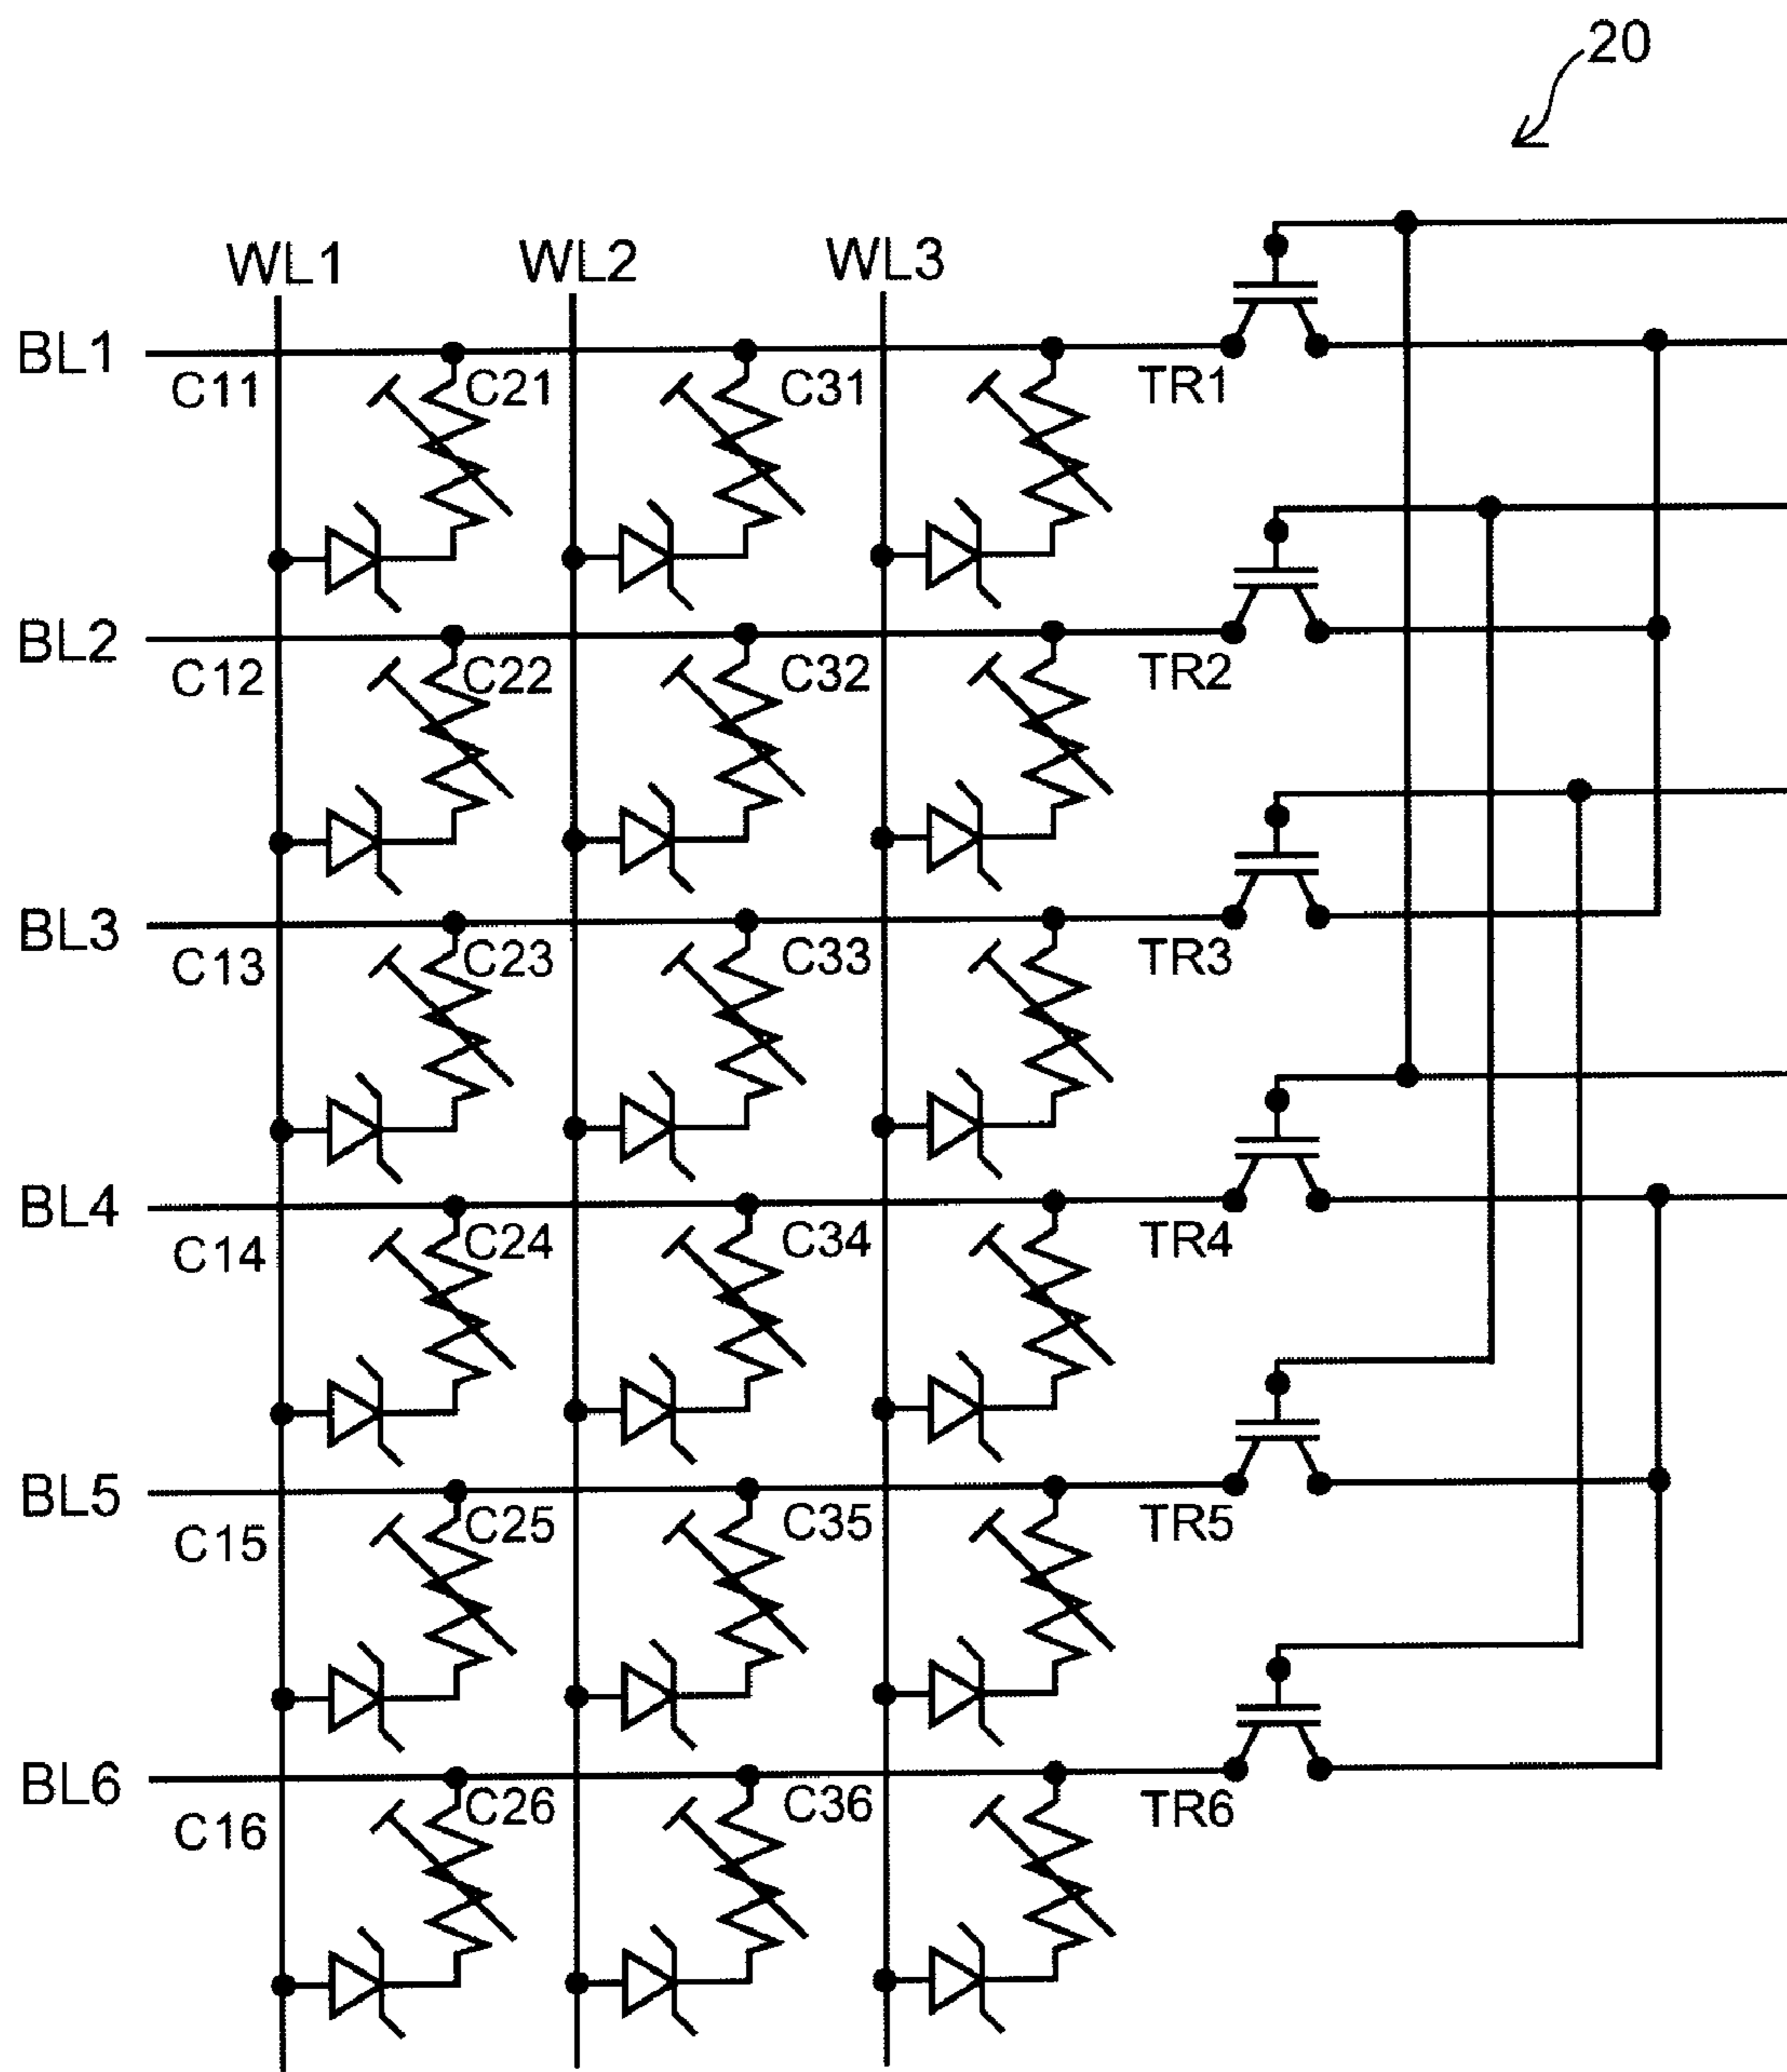 20
WL1 WL2 WL3
BL1
C11 C21 C31 TR1
BL2
C12 C22 C32 TR2
BL3
C13 C23 C33 TR3
BL4
C14 C24 C34 TR4
BL5
C15 C25 C35 TR5
BL6
C16 C26 C36 TR6